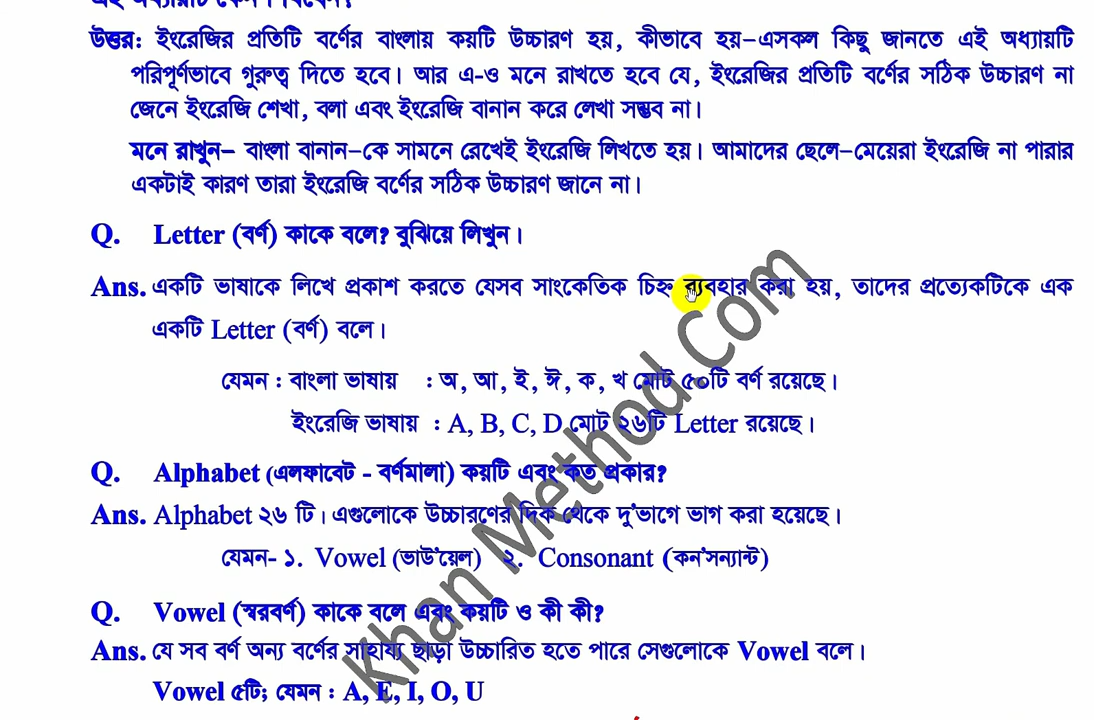 এই অধ্যায়টি কেন শিখবেন?
উত্তর: ইংরেজির প্রতিটি বর্ণের বাংলায় কয়টি উচ্চারণ হয়, কীভাবে হয়–এসকল কিছু জানতে এই অধ্যায়টি
পরিপূর্ণভাবে গুরুত্ব দিতে হবে। আর এ-ও মনে রাখতে হবে যে, ইংরেজির প্রতিটি বর্ণের সঠিক উচ্চারণ না
জেনে ইংরেজি শেখা, বলা এবং ইংরেজি বানান করে লেখা সম্ভব না।
মনে রাখুন– বাংলা বানান–কে সামনে রেখেই ইংরেজি লিখতে হয়। আমাদের ছেলে–মেয়েরা ইংরেজি না পারার
একটাই কারণ তারা ইংরেজি বর্ণের সঠিক উচ্চারণ জানে না।
Q. Letter (বর্ণ) কাকে বলে? বুঝিয়ে লিখুন।
Ans. একটি ভাষাকে লিখে প্রকাশ করতে যেসব সাংকেতিক চিহ্ন ব্যবহার করা হয়, তাদের প্রত্যেকটিকে এক
একটি Letter (বর্ণ) বলে।
যেমন : বাংলা ভাষায় : অ, আ, ই, ঈ, ক, খ মোট ৫০টি বর্ণ রয়েছে।
ইংরেজি ভাষায় : A, B, C, D মোট ২৬টি Letter রয়েছে।
Q. Alphabet (এলফাবেট - বর্ণমালা) কয়টি এবং কত প্রকার?
Ans. Alphabet ২৬ টি। এগুলোকে উচ্চারণের দিক থেকে দু'ভাগে ভাগ করা হয়েছে।
যেমন- ১. Vowel (ভাউ'য়েল) ২. Consonant (কন'সন্যান্ট)
Q. Vowel (স্বরবর্ণ) কাকে বলে এবং কয়টি ও কী কী?
Ans. যে সব বর্ণ অন্য বর্ণের সাহায্য ছাড়া উচ্চারিত হতে পারে সেগুলোকে Vowel বলে।
Vowel ৫টি; যেমন : A, E, I, O, U
Khan Method.Com